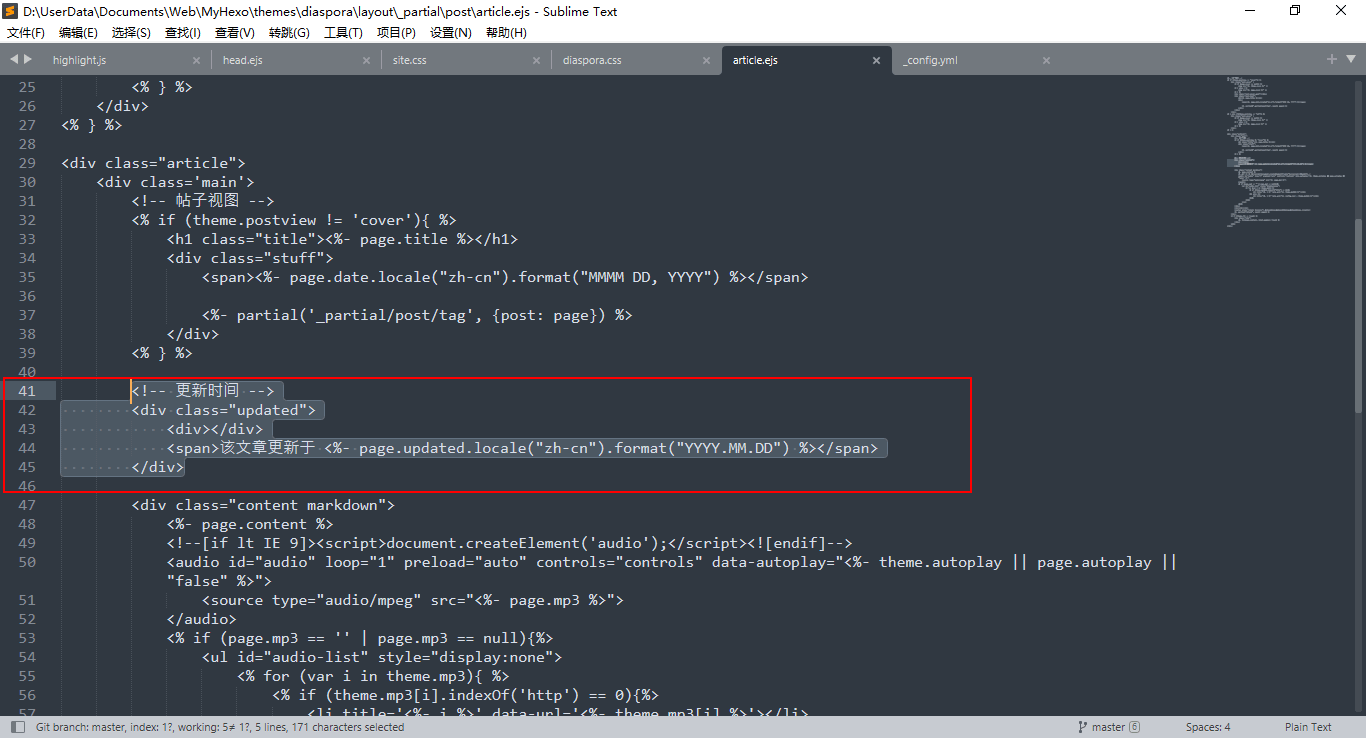 D:\UserData\Documents\Web\MyHexo\themes\diaspora\layout\_partial\post\article.ejs - Sublime Text
文件(F) 编辑(E) 选择(S) 查找(I) 查看(V) 转跳(G) 工具(T) 项目(P) 设置(N) 帮助(H)
highlight.js head.ejs site.css diaspora.css article.ejs _config.yml
25 <% } %>
26 </div>
27 <% } %>
28
29 <div class="article">
30 <div class='main'>
31 <!-- 帖子视图 -->
32 <% if (theme.postview != 'cover'){ %>
33 <h1 class="title"><%- page.title %></h1>
34 <div class="stuff">
35 <span><%- page.date.locale("zh-cn").format("MMMM DD, YYYY") %></span>
36
37 <%- partial('_partial/post/tag', {post: page}) %>
38 </div>
39 <% } %>
40
41 <!-- 更新时间 -->
42 <div class="updated">
43 <div></div>
44 <span>该文章更新于 <%- page.updated.locale("zh-cn").format("YYYY.MM.DD") %></span>
45 </div>
46
47 <div class="content markdown">
48 <%- page.content %>
49 <!--[if lt IE 9]><script>document.createElement('audio');</script><![endif]-->
50 <audio id="audio" loop="1" preload="auto" controls="controls" data-autoplay="<%- theme.autoplay || page.autoplay ||
"false" %>">
51 <source type="audio/mpeg" src="<%- page.mp3 %>">
52 </audio>
53 <% if (page.mp3 == '' | page.mp3 == null){%>
54 <ul id="audio-list" style="display:none">
55 <% for (var i in theme.mp3){ %>
56 <% if (theme.mp3[i].indexOf('http') == 0){%>
57 <li title='<%- i %>' data-url='<%- theme.mp3[i] %>'></li>
Git branch: master, index: 1?, working: 5≠ 1?, 5 lines, 171 characters selected master 6 Spaces: 4 Plain Text